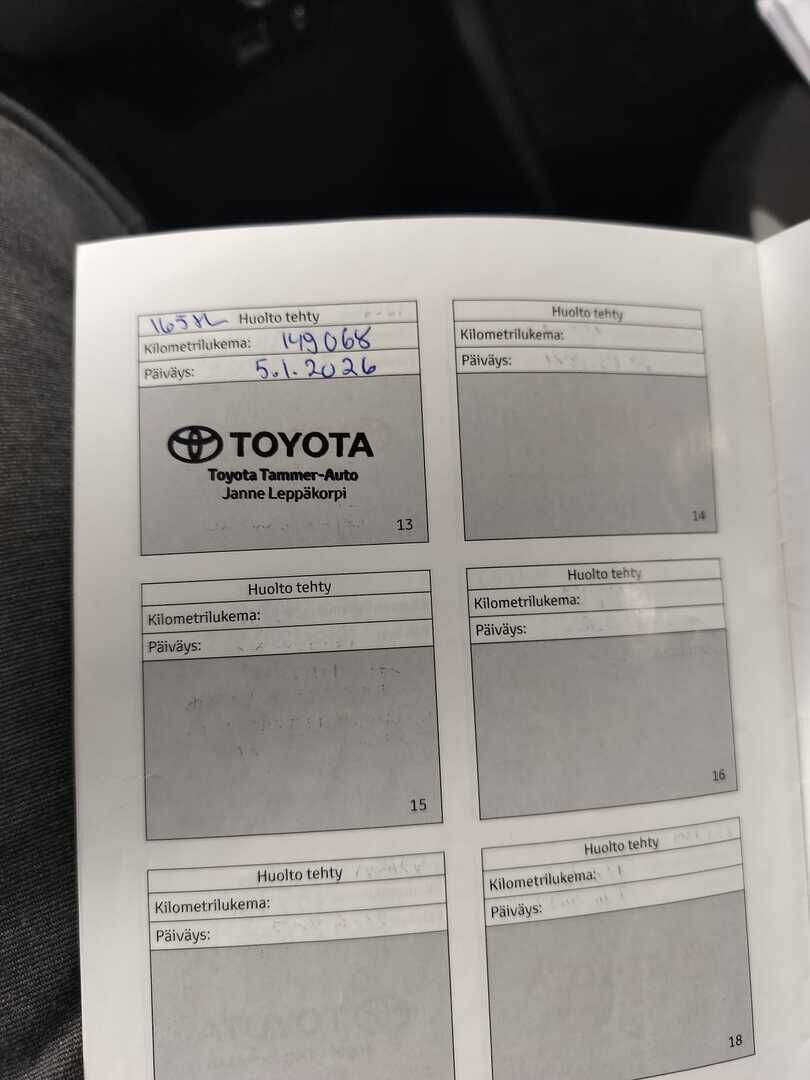 165tkm Huolto tehty
Kilometrilukema: 149068
Päiväys: 5.1.2026
TOYOTA
Toyota Tammer-Auto
Janne Leppäkorpi
13
Huolto tehty
Kilometrilukema:
Päiväys:
14
Huolto tehty
Kilometrilukema:
Päiväys:
15
Huolto tehty
Kilometrilukema:
Päiväys:
16
Huolto tehty
Kilometrilukema:
Päiväys:
Huolto tehty
Kilometrilukema:
Päiväys:
18